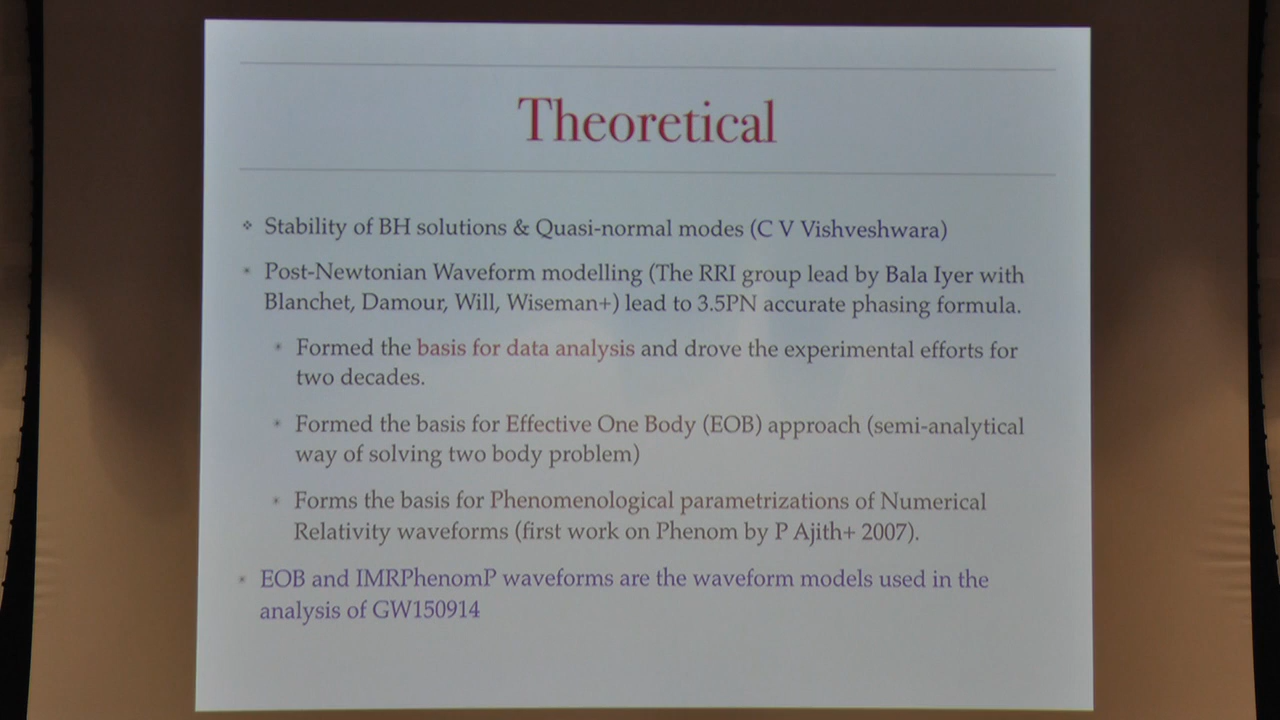 Theoretical
Stability of BH solutions & Quasi-normal modes (C V Vishveshwara)
Post-Newtonian Waveform modelling (The RRI group lead by Bala Iyer with
Blanchet, Damour, Will, Wiseman+) lead to 3.5PN accurate phasing formula.
Formed the basis for data analysis and drove the experimental efforts for
two decades.
Formed the basis for Effective One Body (EOB) approach (semi-analytical
way of solving two body problem)
Forms the basis for Phenomenological parametrizations of Numerical
Relativity waveforms (first work on Phenom by P Ajith+ 2007).
EOB and IMRPhenomP waveforms are the waveform models used in the
analysis of GW150914